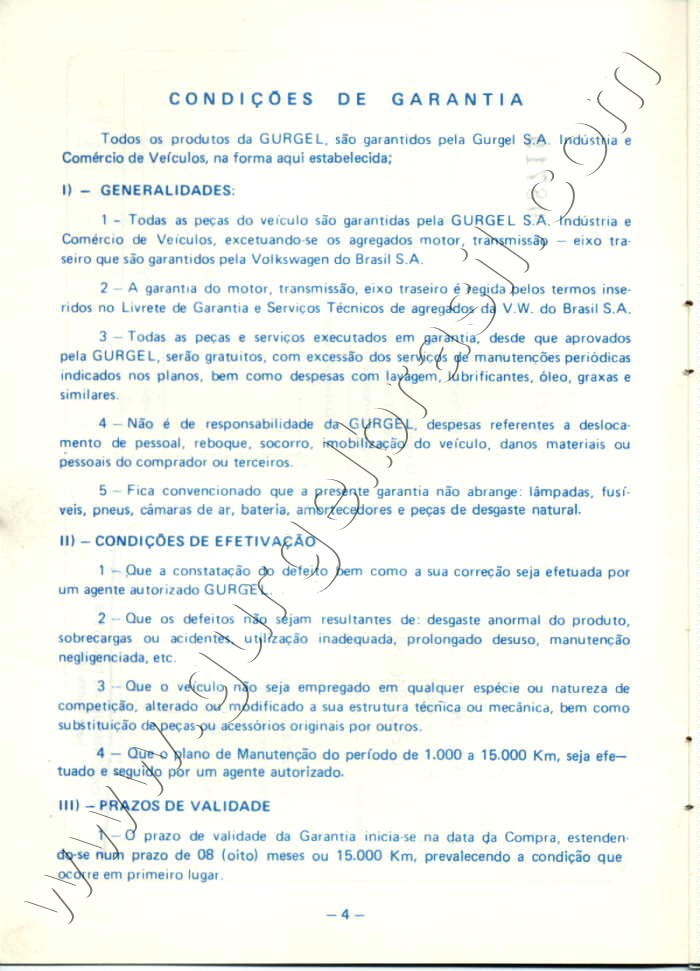 CONDIÇÕES DE GARANTIA
Todos os produtos da GURGEL, são garantidos pela Gurgel S.A. Indústria e
Comércio de Veículos, na forma aqui estabelecida;
I) – GENERALIDADES:
1 – Todas as peças do veículo são garantidas pela GURGEL S.A. Indústria e
Comércio de Veículos, excetuando-se os agregados motor, transmissão – eixo tra-
seiro que são garantidos pela Volkswagen do Brasil S.A.
2 – A garantia do motor, transmissão, eixo traseiro é regida pelos termos inse-
ridos no Livrete de Garantia e Serviços Técnicos de agregados da V.W. do Brasil S.A.
3 – Todas as peças e serviços executados em garantia, desde que aprovados
pela GURGEL, serão gratuitos, com excessão dos serviços de manutenções periódicas
indicados nos planos, bem como despesas com lavagem, lubrificantes, óleo, graxas e
similares.
4 – Não é de responsabilidade da GURGEL, despesas referentes a desloca-
mento de pessoal, reboque, socorro, imobilização do veículo, danos materiais ou
pessoais do comprador ou terceiros.
5 – Fica convencionado que a presente garantia não abrange: lâmpadas, fusí-
veis, pneus, câmaras de ar, bateria, amortecedores e peças de desgaste natural.
II) – CONDIÇÕES DE EFETIVAÇÃO
1 – Que a constatação do defeito bem como a sua correção seja efetuada por
um agente autorizado GURGEL.
2 – Que os defeitos não sejam resultantes de: desgaste anormal do produto,
sobrecargas ou acidentes, utilização inadequada, prolongado desuso, manutenção
negligenciada, etc.
3 – Que o veículo não seja empregado em qualquer espécie ou natureza de
competição, alterado ou modificado a sua estrutura técnica ou mecânica, bem como
substituição de peças ou acessórios originais por outros.
4 – Que o plano de Manutenção do período de 1.000 a 15.000 Km, seja efe–
tuado e seguido por um agente autorizado.
III) – PRAZOS DE VALIDADE
1 – O prazo de validade da Garantia inicia-se na data da Compra, estenden-
do-se num prazo de 08 (oito) meses ou 15.000 Km, prevalecendo a condição que
ocorre em primeiro lugar.
– 4 –